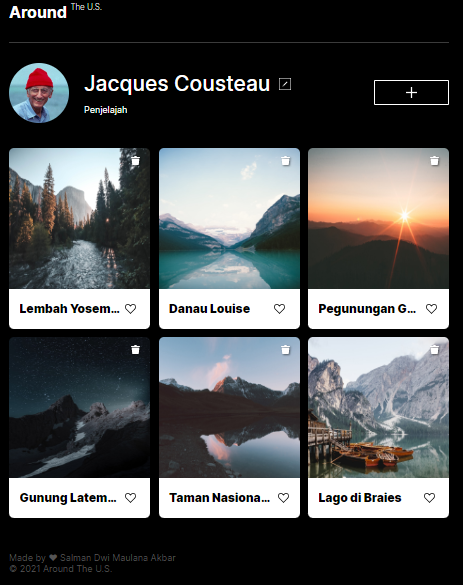 Around The U.S.
Jacques Cousteau
Penjelajah
Lembah Yosem...
Danau Louise
Pegunungan G...
Gunung Latem...
Taman Nasiona...
Lago di Braies
Made by ♥ Salman Dwi Maulana Akbar
© 2021 Around The U.S.